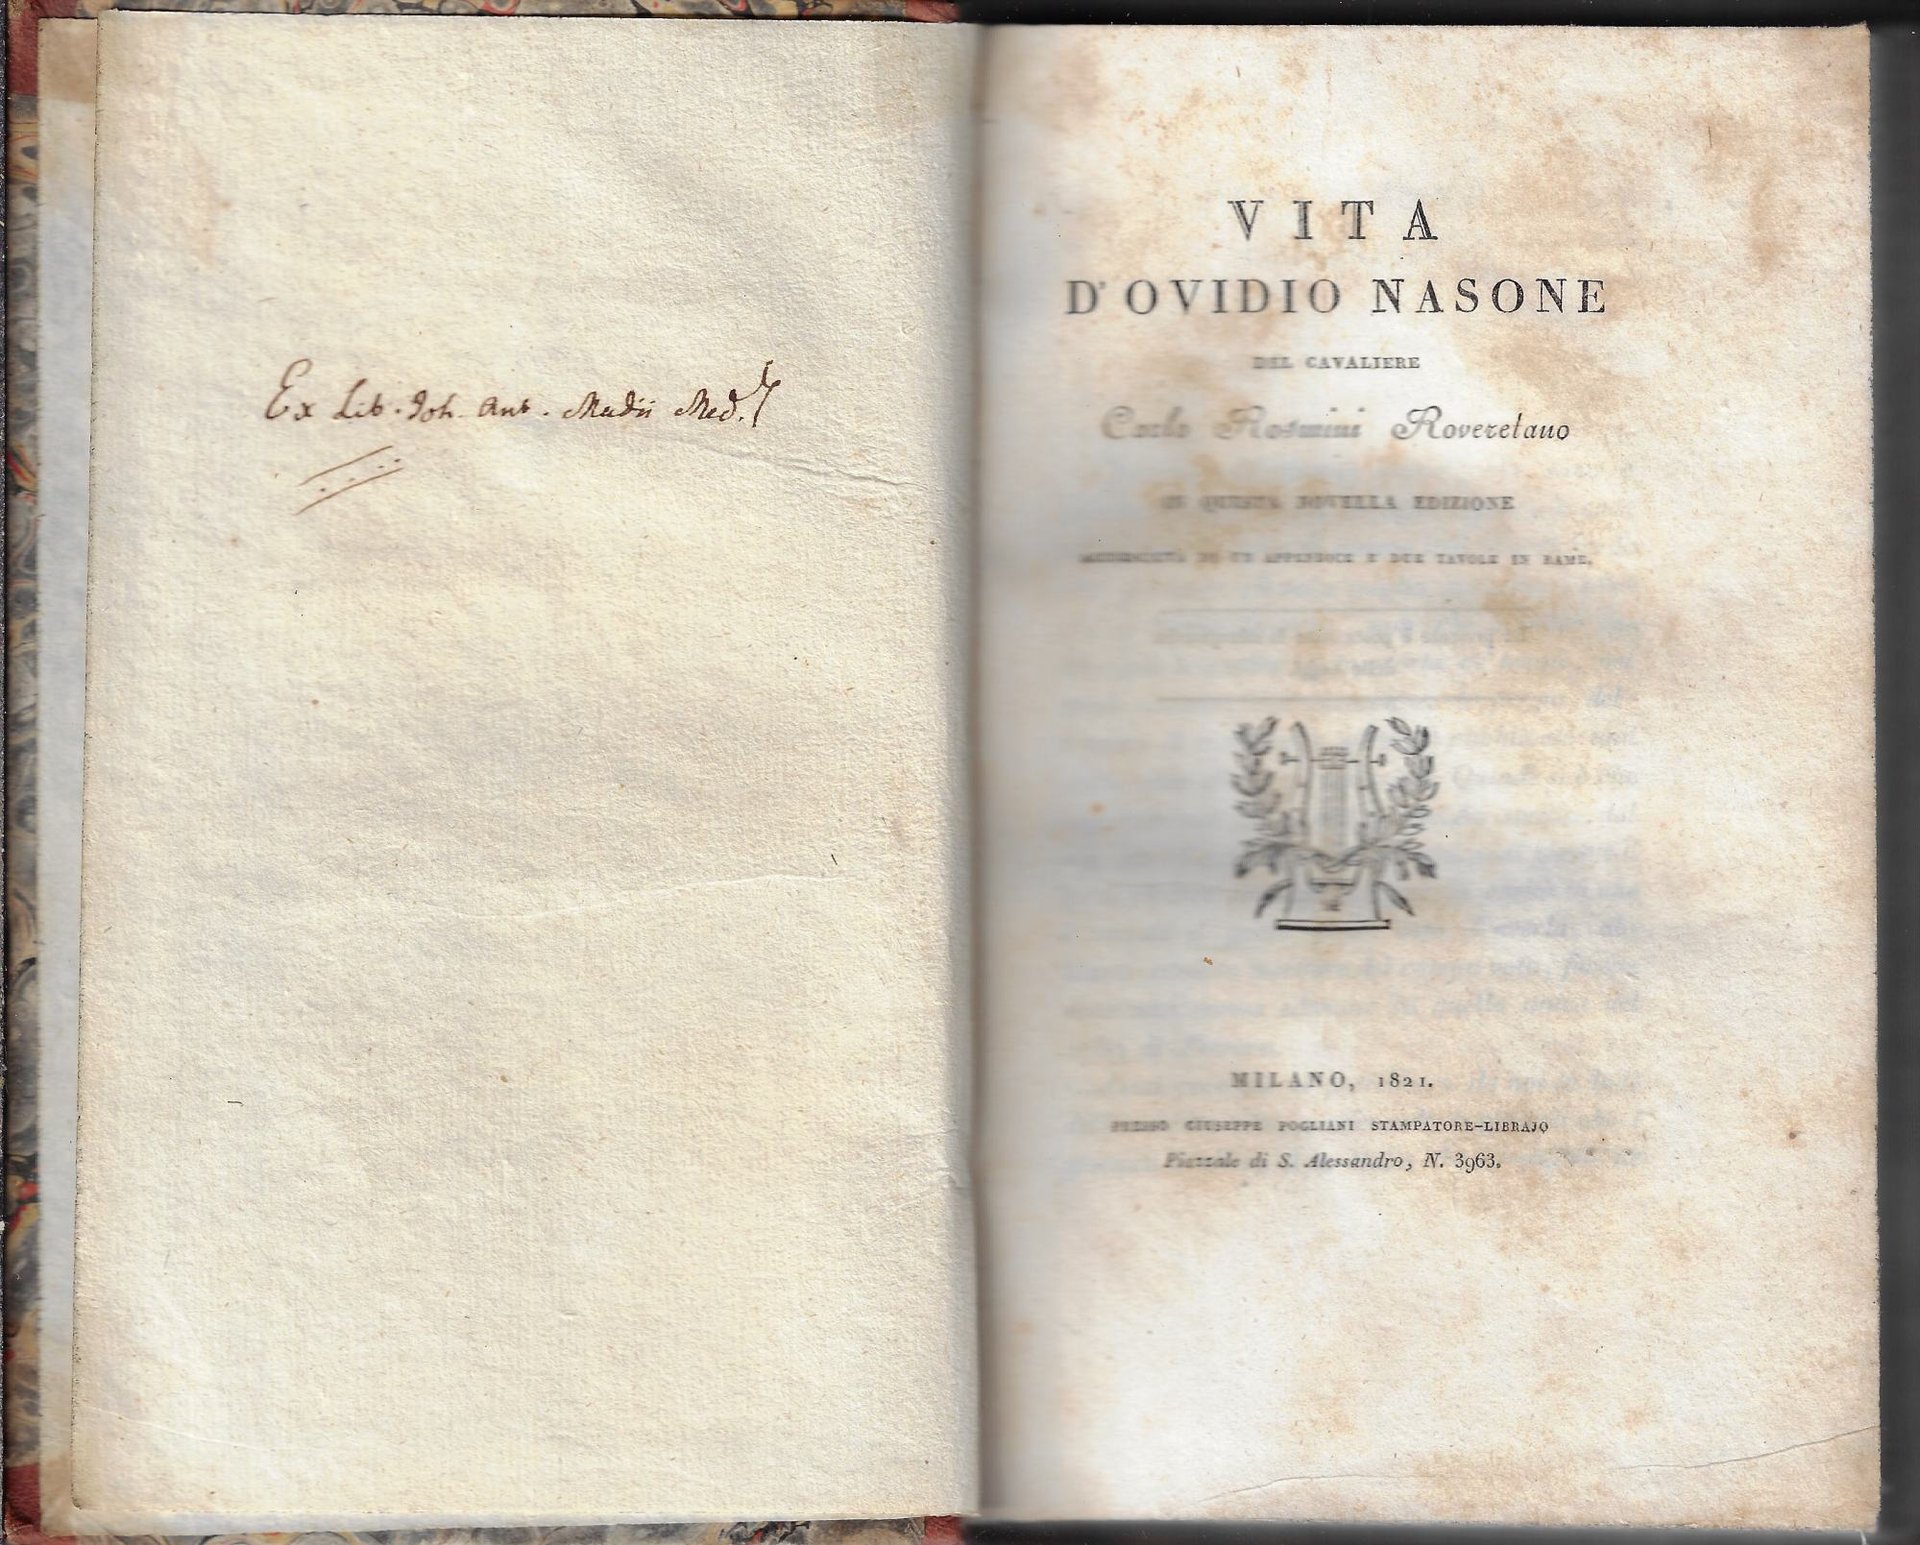 Ex Lib. Joh. Ant. Madii Med.
VITA
D'OVIDIO NASONE
DEL CAVALIERE
Carlo Rosmini Roveretano
IN QUESTA NOVELLA EDIZIONE
ACCRESCIUTA DI UN APPENDICE E DUE TAVOLE IN RAME.
MILANO, 1821.
PRESSO GIUSEPPE POGLIANI STAMPATORE-LIBRAJO
Piazzale di S. Alessandro, N. 3963.